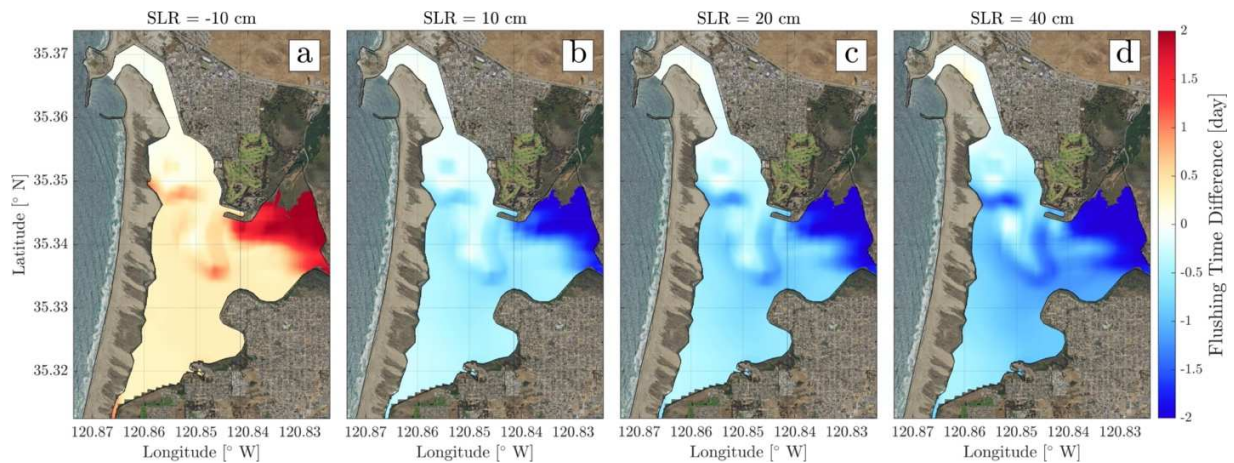 SLR = -10 cm
SLR = 10 cm
SLR = 20 cm
SLR = 40 cm
a
b
c
d
35.37
35.36
35.35
35.34
35.33
35.32
Latitude [° N]
120.87 120.86 120.85 120.84 120.83
120.87 120.86 120.85 120.84 120.83
120.87 120.86 120.85 120.84 120.83
120.87 120.86 120.85 120.84 120.83
Longitude [° W]
Longitude [° W]
Longitude [° W]
Longitude [° W]
2
1.5
1
0.5
0
-0.5
-1
-1.5
-2
Flushing Time Difference [day]